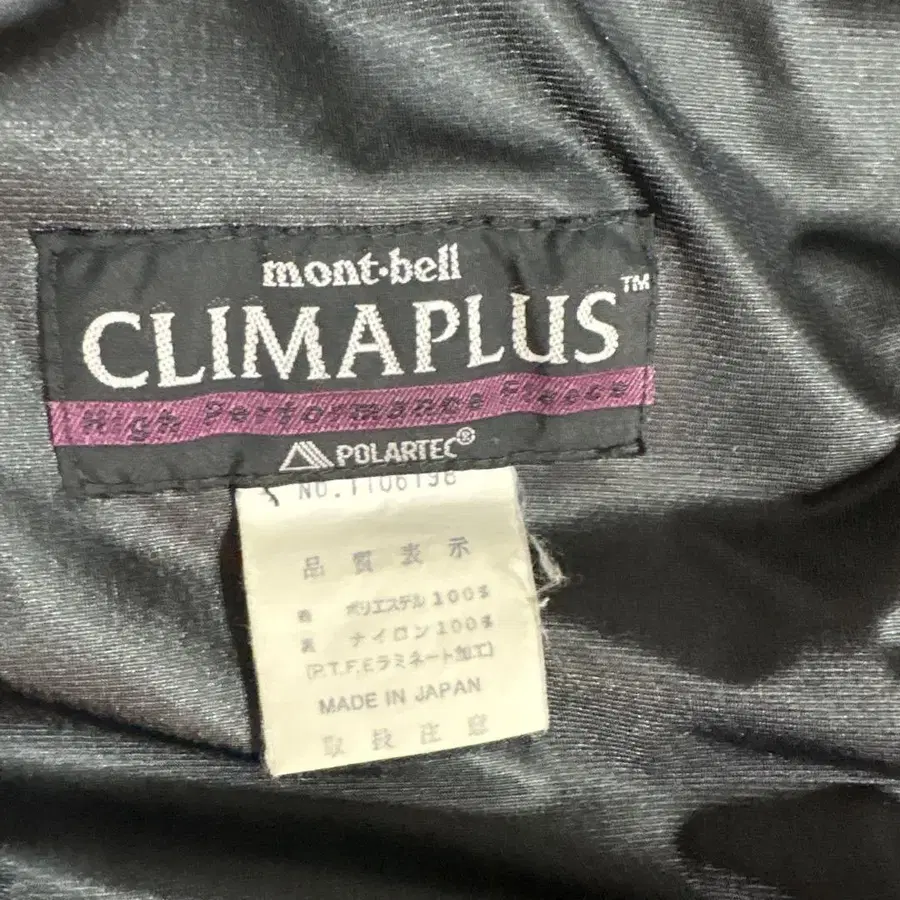 mont·bell
CLIMAPLUS™
High Performance Fleece
POLARTEC®
NO.1106198
品質表示
表 ポリエステル100%
裏 ナイロン100%
(P.T.F.Eラミネート加工)
MADE IN JAPAN
取扱注意